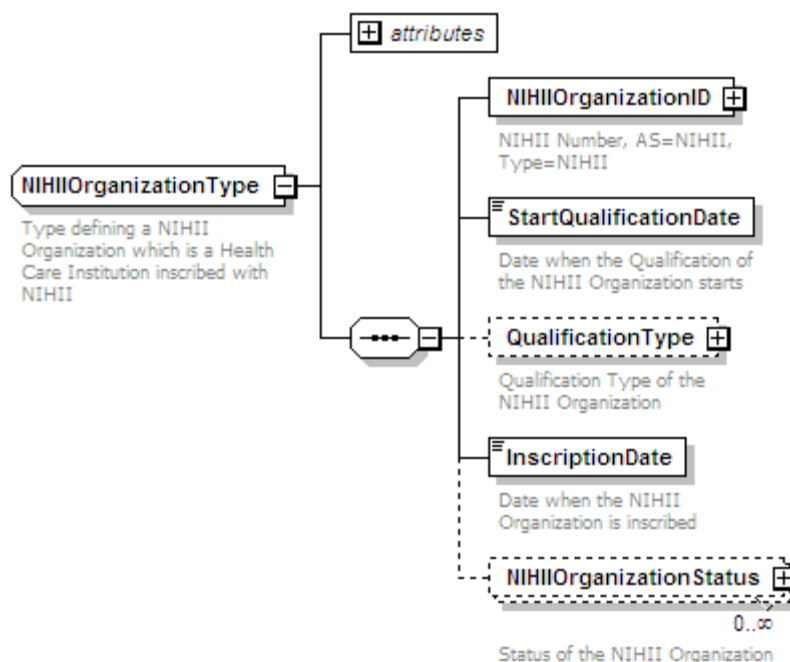 attributes
NIHIIOrganizationID
NIHII Number, AS=NIHII,
Type=NIHII
NIHIIOrganizationType
Type defining a NIHII
Organization which is a Health
Care Institution inscribed with
NIHII
StartQualificationDate
Date when the Qualification of
the NIHII Organization starts
QualificationType
Qualification Type of the
NIHII Organization
InscriptionDate
Date when the NIHII
Organization is inscribed
NIHIIOrganizationStatus
0..∞
Status of the NIHII Organization